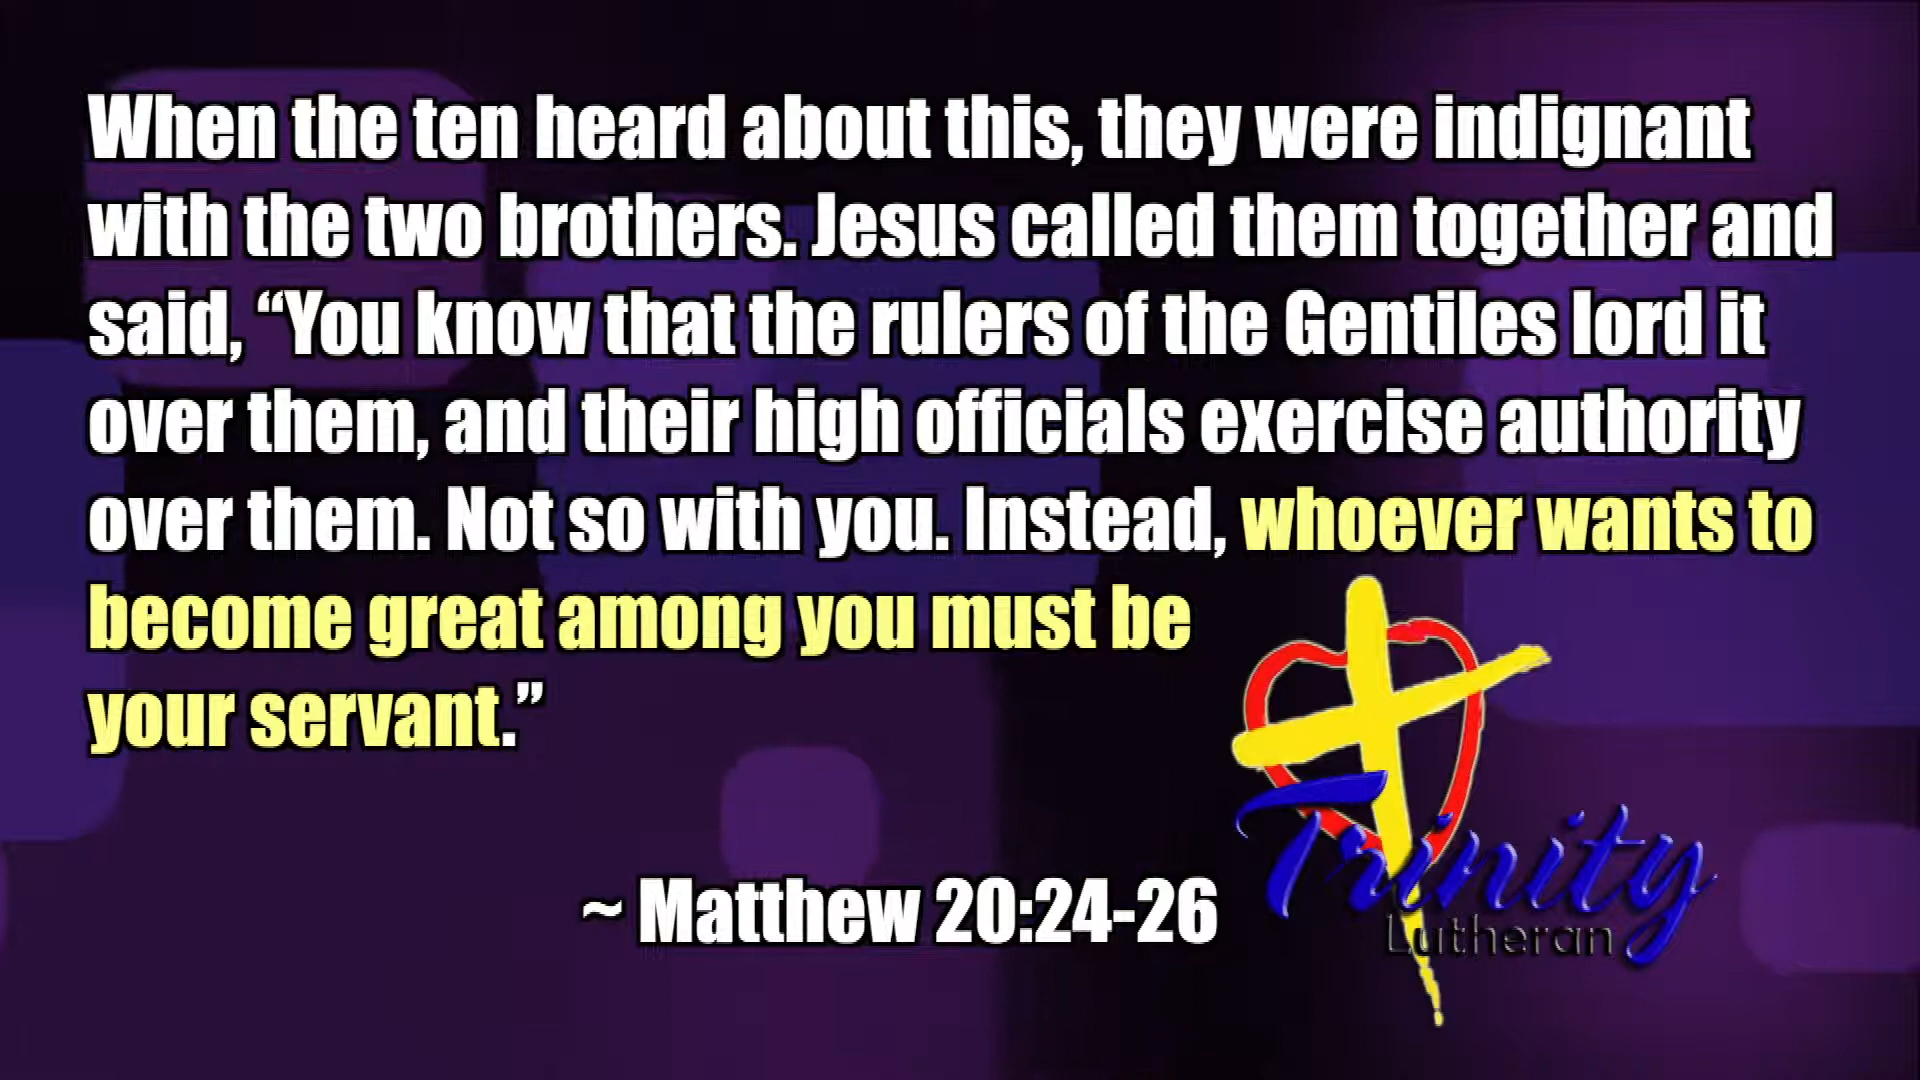 When the ten heard about this, they were indignant
with the two brothers. Jesus called them together and
said, “You know that the rulers of the Gentiles lord it
over them, and their high officials exercise authority
over them. Not so with you. Instead, whoever wants to
become great among you must be
your servant.”
~ Matthew 20:24-26
Trinity
Lutheran